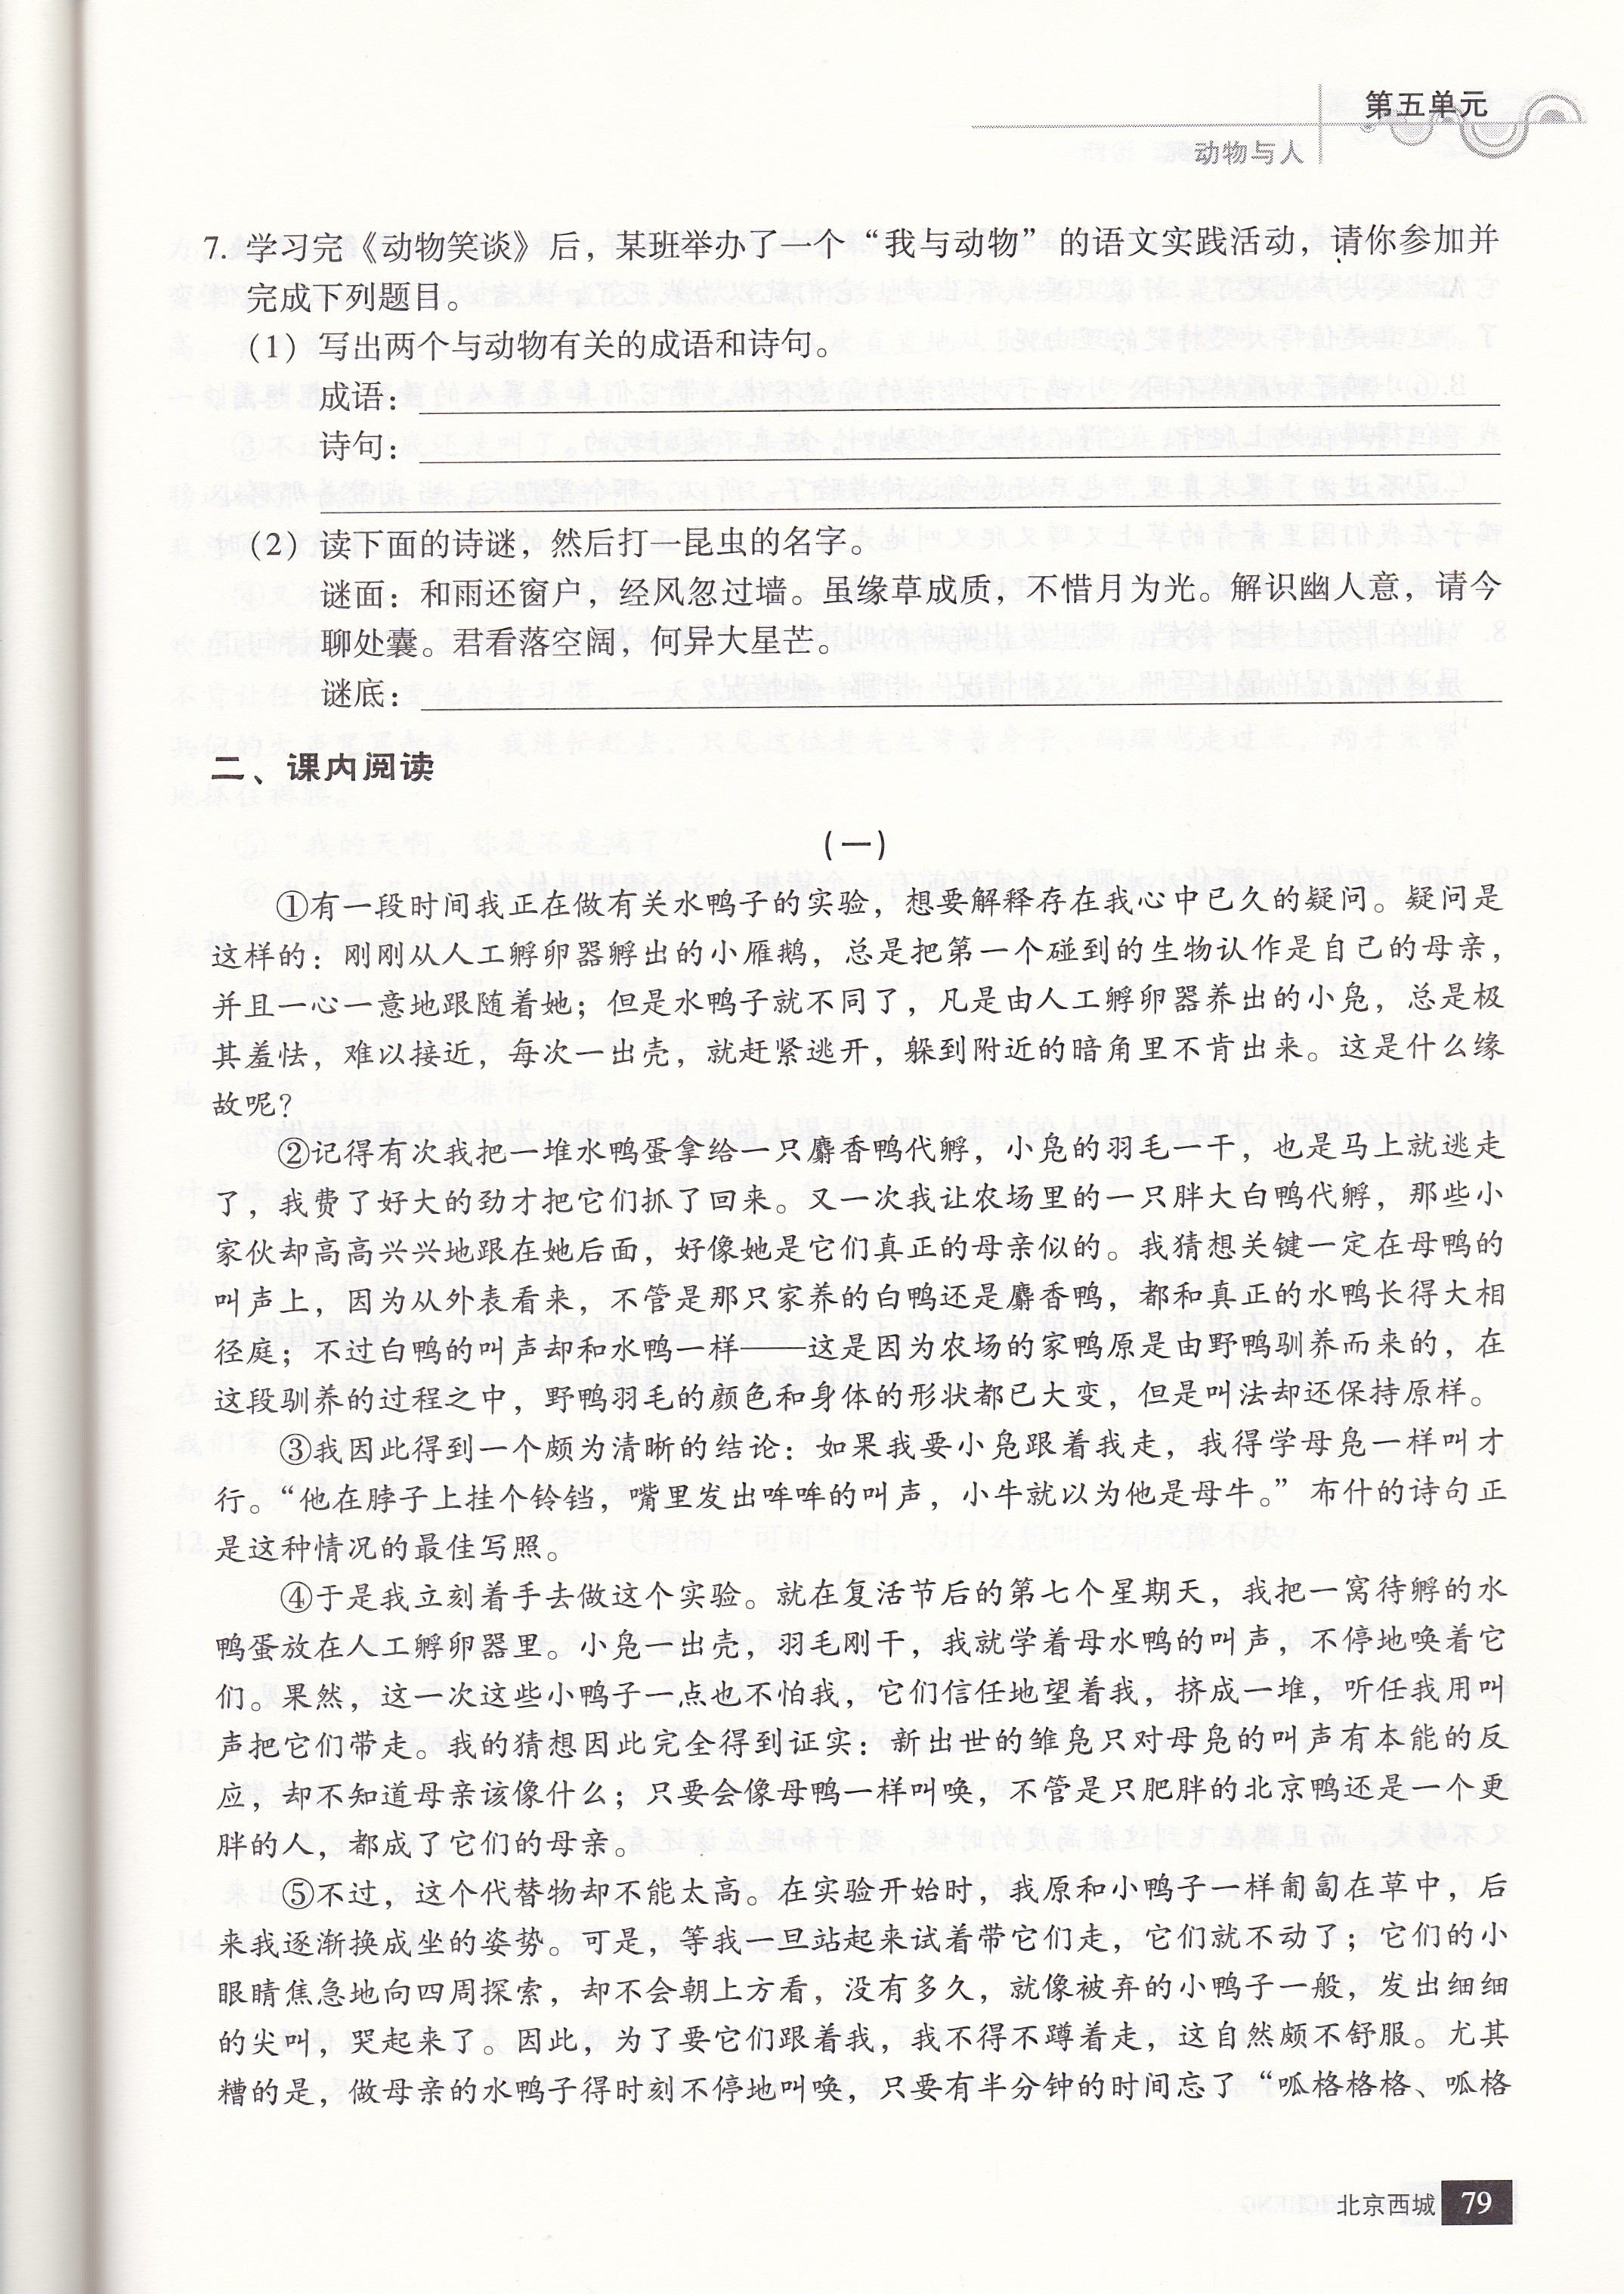 第五单元
动物与人
7. 学习完《动物笑谈》后，某班举办了一个“我与动物”的语文实践活动，请你参加并
完成下列题目。
（1）写出两个与动物有关的成语和诗句。
成语：
诗句：
（2）读下面的诗谜，然后打一昆虫的名字。
谜面：和雨还窗户，经风忽过墙。虽缘草成质，不惜月为光。解识幽人意，请今
聊处囊。君看落空阔，何异大星芒。
谜底：
二、课内阅读
（一）
①有一段时间我正在做有关水鸭子的实验，想要解释存在我心中已久的疑问。疑问是
这样的：刚刚从人工孵卵器孵出的小雁鹅，总是把第一个碰到的生物认作是自己的母亲，
并且一心一意地跟随着她；但是水鸭子就不同了，凡是由人工孵卵器养出的小凫，总是极
其羞怯，难以接近，每次一出壳，就赶紧逃开，躲到附近的暗角里不肯出来。这是什么缘
故呢？
②记得有次我把一堆水鸭蛋拿给一只麝香鸭代孵，小凫的羽毛一干，也是马上就逃走
了，我费了好大的劲才把它们抓了回来。又一次我让农场里的一只胖大白鸭代孵，那些小
家伙却高高兴兴地跟在她后面，好像她是它们真正的母亲似的。我猜想关键一定在母鸭的
叫声上，因为从外表看来，不管是那只家养的白鸭还是麝香鸭，都和真正的水鸭长得大相
径庭；不过白鸭的叫声却和水鸭一样——这是因为农场的家鸭原是由野鸭驯养而来的，在
这段驯养的过程之中，野鸭羽毛的颜色和身体的形状都已大变，但是叫法却还保持原样。
③我因此得到一个颇为清晰的结论：如果我要小凫跟着我走，我得学母凫一样叫才
行。“他在脖子上挂个铃铛，嘴里发出哞哞的叫声，小牛就以为他是母牛。”布什的诗句正
是这种情况的最佳写照。
④于是我立刻着手去做这个实验。就在复活节后的第七个星期天，我把一窝待孵的水
鸭蛋放在人工孵卵器里。小凫一出壳，羽毛刚干，我就学着母水鸭的叫声，不停地唤着它
们。果然，这一次这些小鸭子一点也不怕我，它们信任地望着我，挤成一堆，听任我用叫
声把它们带走。我的猜想因此完全得到证实：新出世的雏凫只对母凫的叫声有本能的反
应，却不知道母亲该像什么；只要会像母鸭一样叫唤，不管是只肥胖的北京鸭还是一个更
胖的人，都成了它们的母亲。
⑤不过，这个代替物却不能太高。在实验开始时，我原和小鸭子一样匍匐在草中，后
来我逐渐换成坐的姿势。可是，等我一旦站起来试着带它们走，它们就不动了；它们的小
眼睛焦急地向四周探索，却不会朝上方看，没有多久，就像被弃的小鸭子一般，发出细细
的尖叫，哭起来了。因此，为了要它们跟着我，我不得不蹲着走，这自然颇不舒服。尤其
糟的是，做母亲的水鸭子得时刻不停地叫唤，只要有半分钟的时间忘了“呱格格格、呱格
北京西城 79